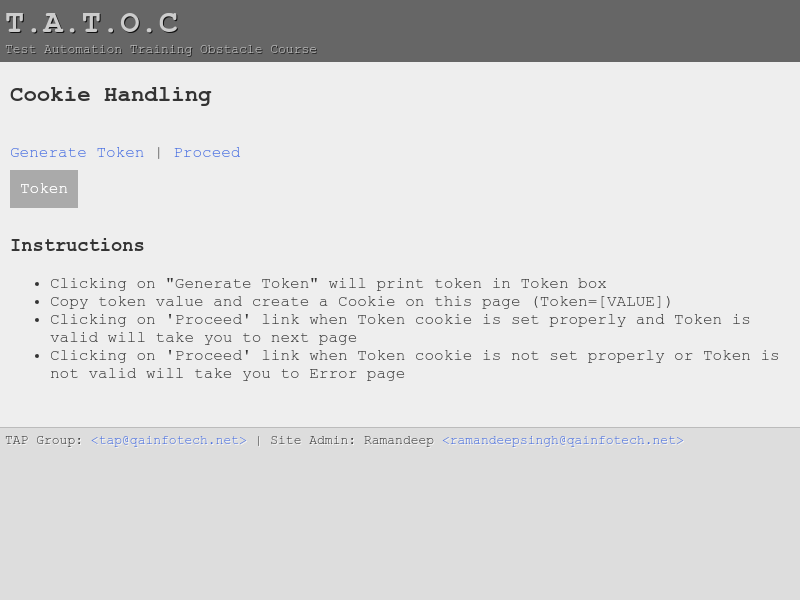 T.A.T.O.C
Test Automation Training Obstacle Course
Cookie Handling
Generate Token | Proceed
Token
Instructions
• Clicking on "Generate Token" will print token in Token box
• Copy token value and create a Cookie on this page (Token=[VALUE])
• Clicking on 'Proceed' link when Token cookie is set properly and Token is
valid will take you to next page
• Clicking on 'Proceed' link when Token cookie is not set properly or Token is
not valid will take you to Error page
TAP Group: <tap@qainfotech.net> | Site Admin: Ramandeep <ramandeepsingh@qainfotech.net>